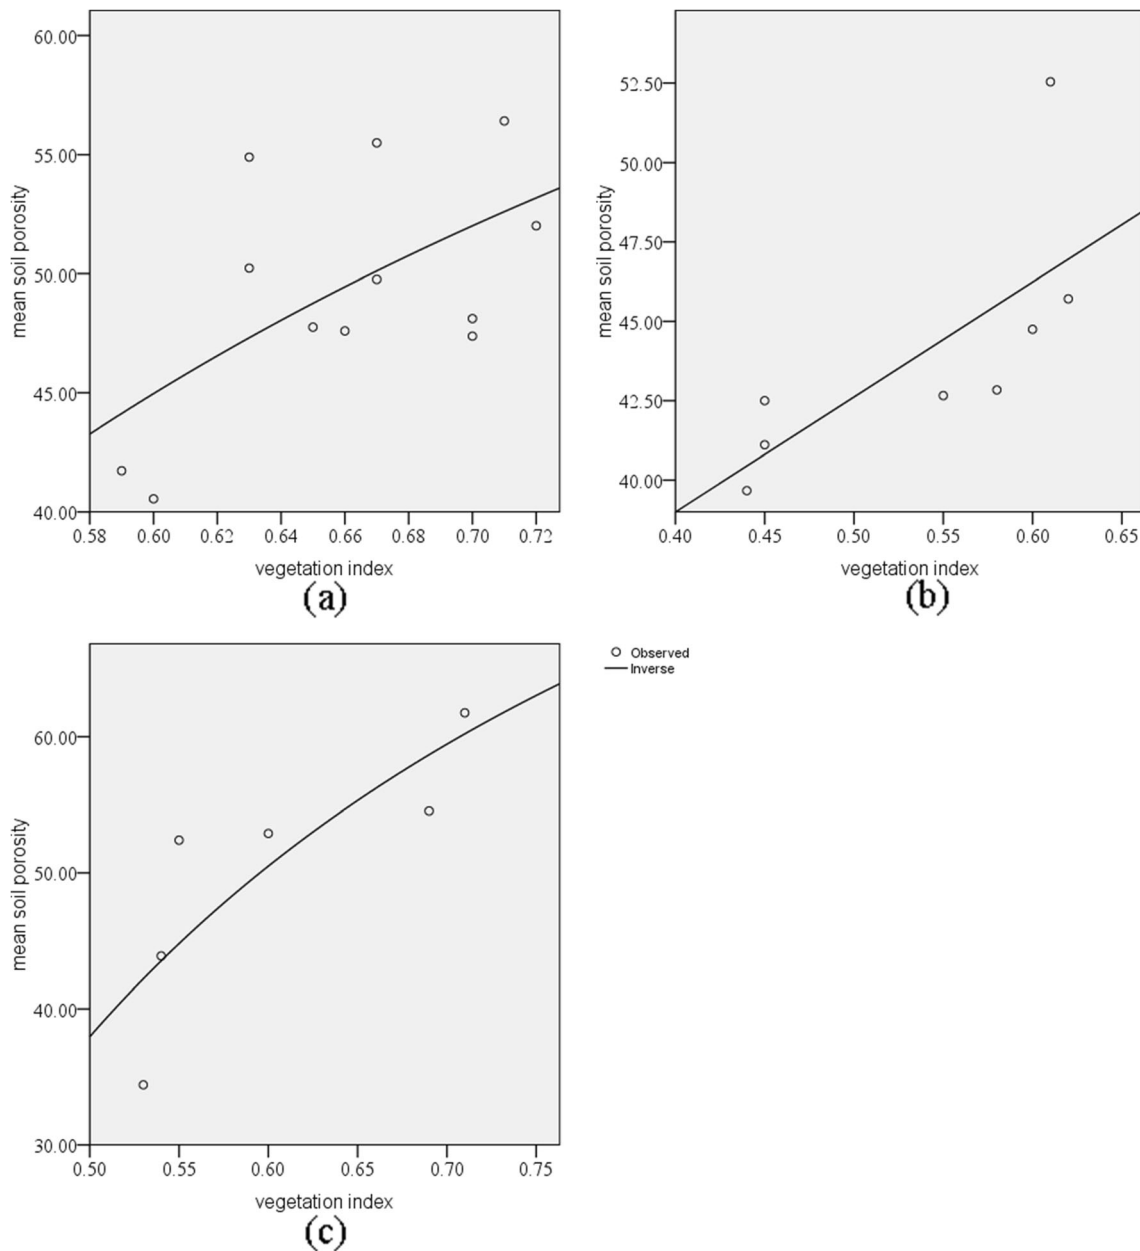 60.00
55.00
50.00
45.00
40.00
mean soil porosity
0.58 0.60 0.62 0.64 0.66 0.68 0.70 0.72
vegetation index
(a)
52.50
50.00
47.50
45.00
42.50
40.00
mean soil porosity
0.40 0.45 0.50 0.55 0.60 0.65
vegetation index
(b)
60.00
50.00
40.00
30.00
mean soil porosity
0.50 0.55 0.60 0.65 0.70 0.75
vegetation index
(c)
Observed
Inverse